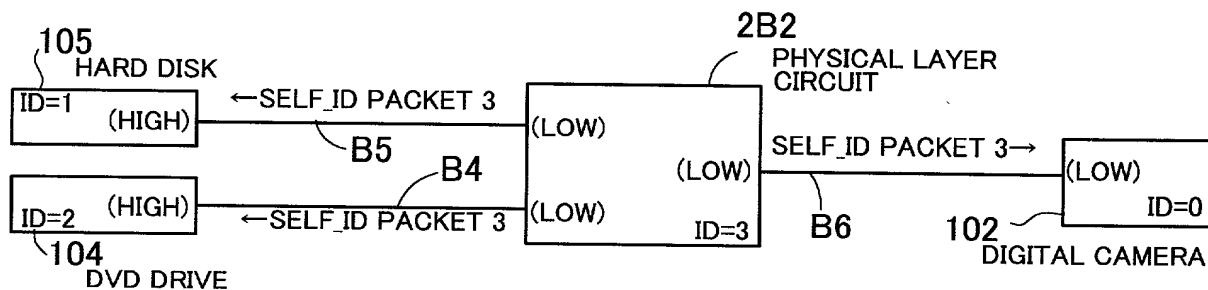 105
HARD DISK
ID=1
(HIGH)
←SELF_ID PACKET 3
B5
(LOW)
2B2
PHYSICAL LAYER
CIRCUIT
(LOW)
SELF_ID PACKET 3→
(LOW)
B6
ID=0
102
DIGITAL CAMERA
B4
(HIGH)
ID=2
←SELF_ID PACKET 3
(LOW)
ID=3
104
DVD DRIVE